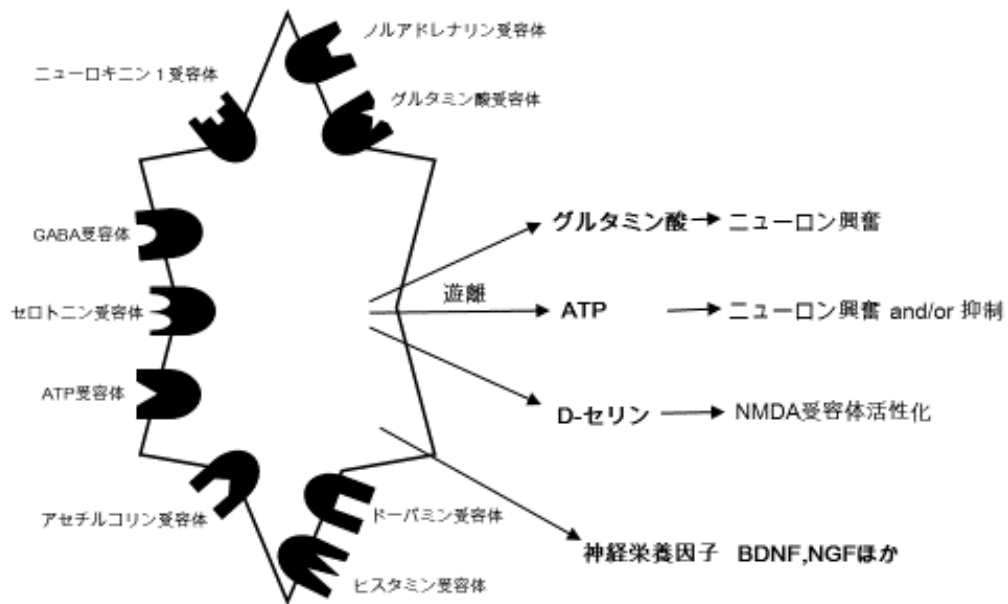 ノルアドレナリン受容体
ニューロキニン1受容体
グルタミン酸受容体
GABA受容体
グルタミン酸
ニューロン興奮
遊離
セロトニン受容体
ATP
ニューロン興奮 and/or 抑制
ATP受容体
D-セリン
NMDA受容体活性化
アセチルコリン受容体
ドーパミン受容体
神経栄養因子 BDNF,NGFほか
ヒスタミン受容体